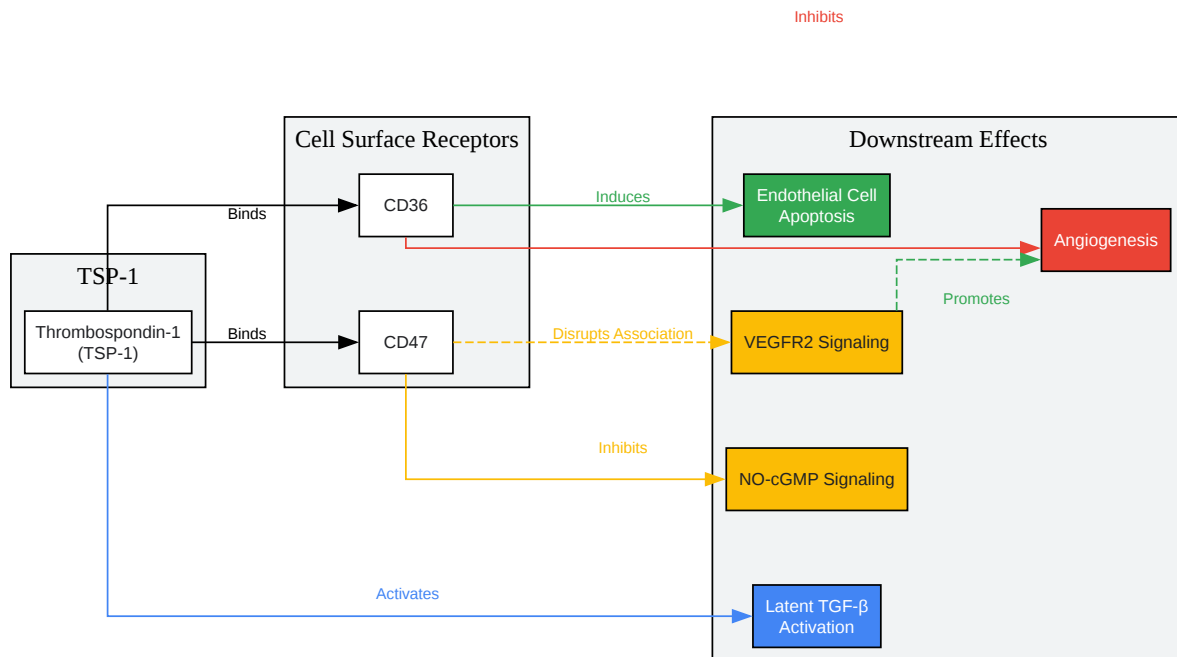 Inhibits
Cell Surface Receptors
Downstream Effects
CD36
Induces
Endothelial Cell
Apoptosis
Binds
Angiogenesis
TSP-1
Promotes
Thrombospondin-1
(TSP-1)
Binds
CD47
Disrupts Association
VEGFR2 Signaling
Inhibits
NO-cGMP Signaling
Activates
Latent TGF-β
Activation